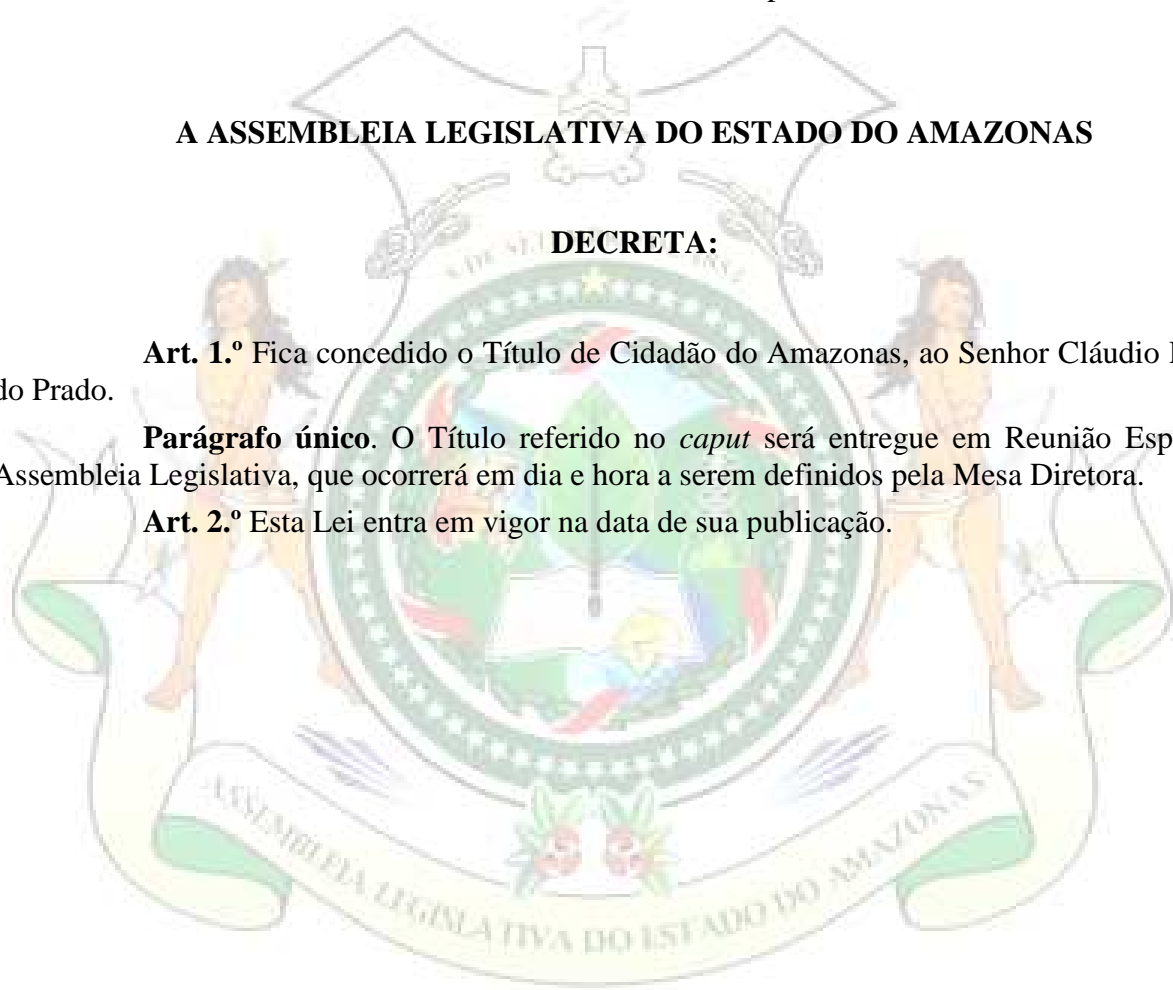 A ASSEMBLEIA LEGISLATIVA DO ESTADO DO AMAZONAS
DECRETA:
Art. 1.º Fica concedido o Título de Cidadão do Amazonas, ao Senhor Cláudio
do Prado.
Parágrafo único. O Título referido no caput será entregue em Reunião
Assembleia Legislativa, que ocorrerá em dia e hora a serem definidos pela Mesa Diretora.
Art. 2.º Esta Lei entra em vigor na data de sua publicação.
ASSEMBLEIA LEGISLATIVA DO ESTADO DO AMAZONAS